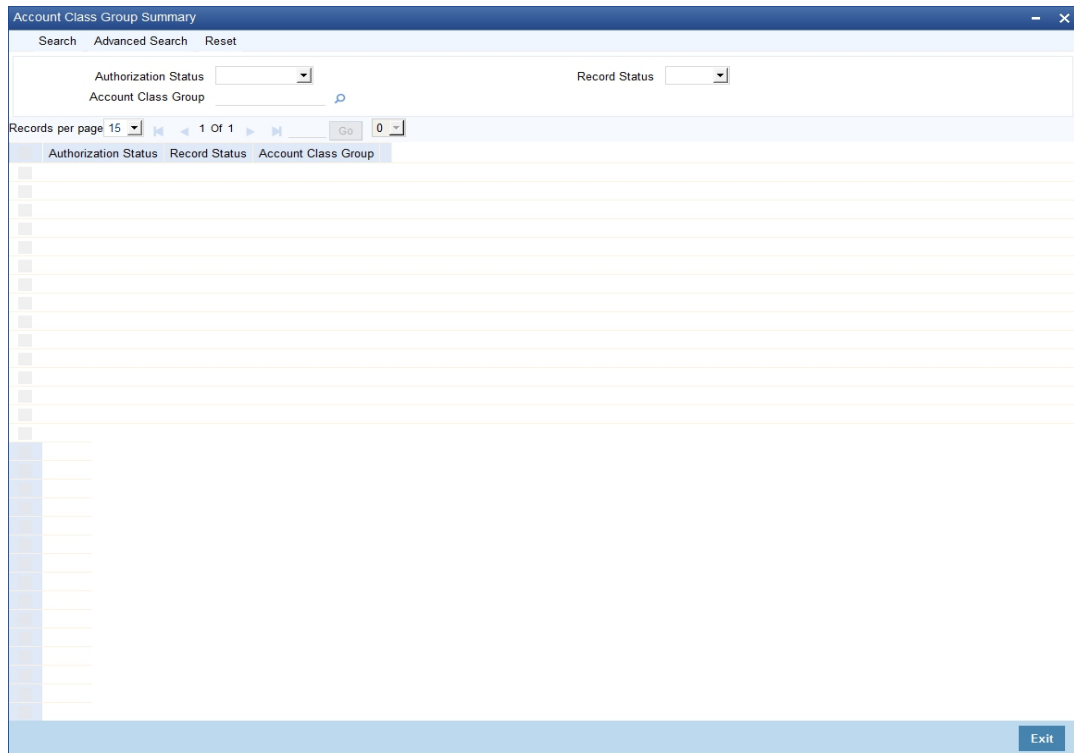 Account Class Group Summary
Search Advanced Search Reset
Authorization Status Record Status
Account Class Group
Records per page 15 1 Of 1 Go 0
Authorization Status Record Status Account Class Group
Exit